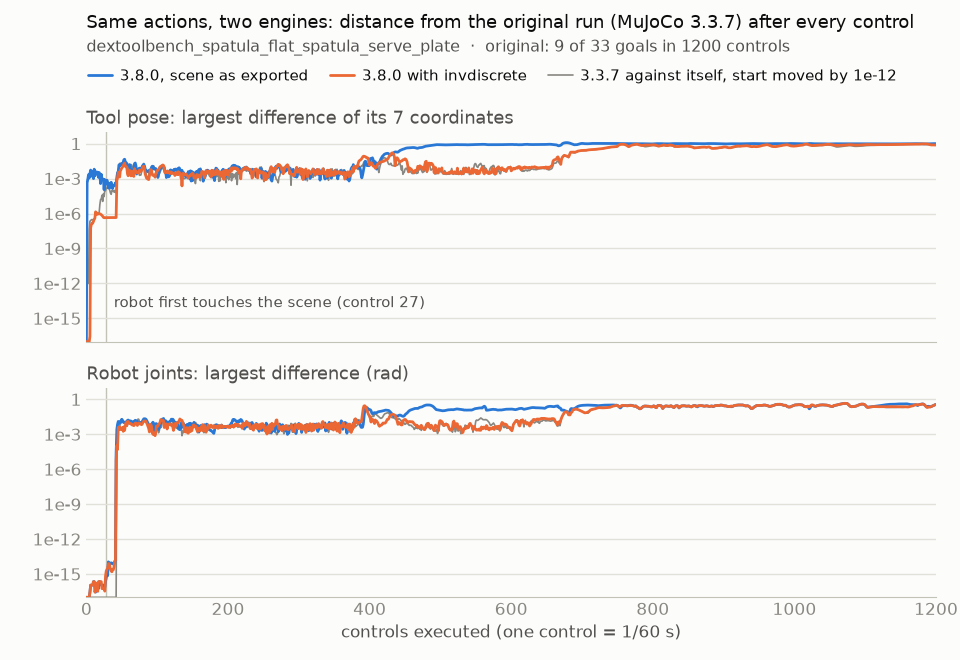 Same actions, two engines: distance from the original run (MuJoCo 3.3.7) after every control
dextoolbench_spatula_flat_spatula_serve_plate · original: 9 of 33 goals in 1200 controls
3.8.0, scene as exported 3.8.0 with invdiscrete 3.3.7 against itself, start moved by 1e-12
Tool pose: largest difference of its 7 coordinates
1
1e-3
1e-6
1e-9
1e-12
robot first touches the scene (control 27)
1e-15
Robot joints: largest difference (rad)
1
1e-3
1e-6
1e-9
1e-12
1e-15
0 200 400 600 800 1000 1200
controls executed (one control = 1/60 s)